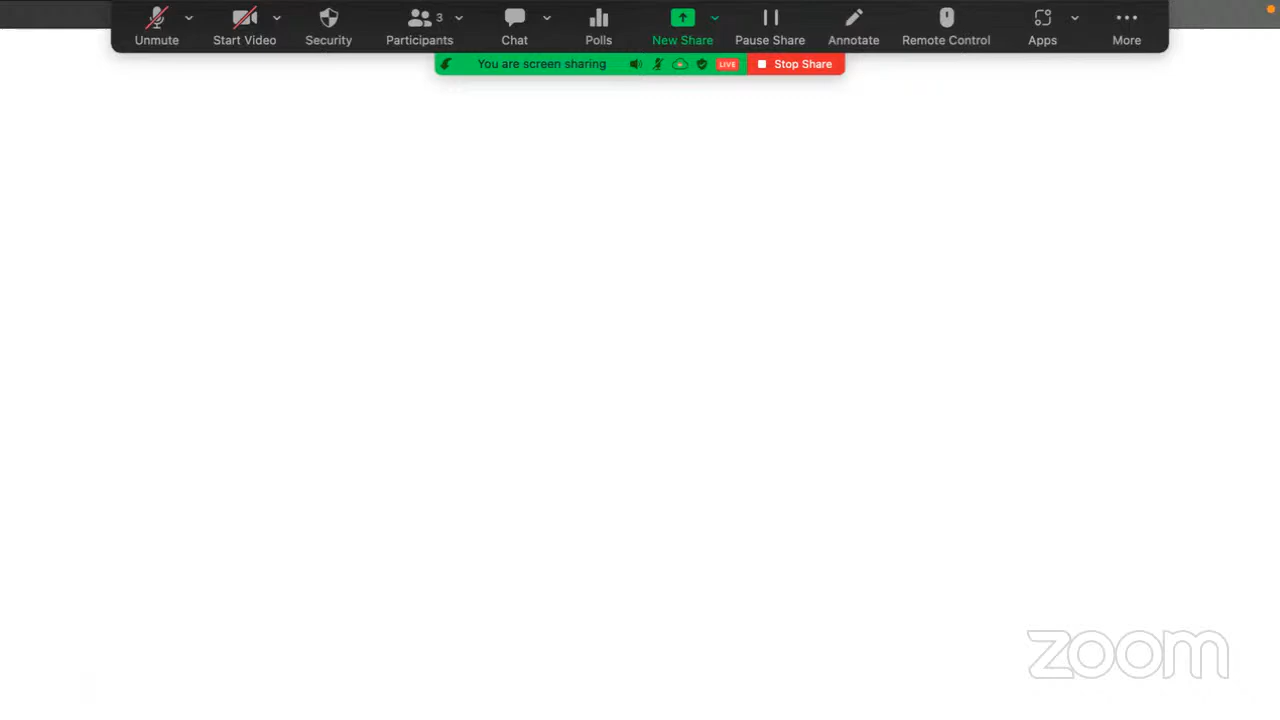 3
Unmute Start Video Security Participants Chat Polls New Share Pause Share Annotate Remote Control Apps More
You are screen sharing LIVE Stop Share
zoom